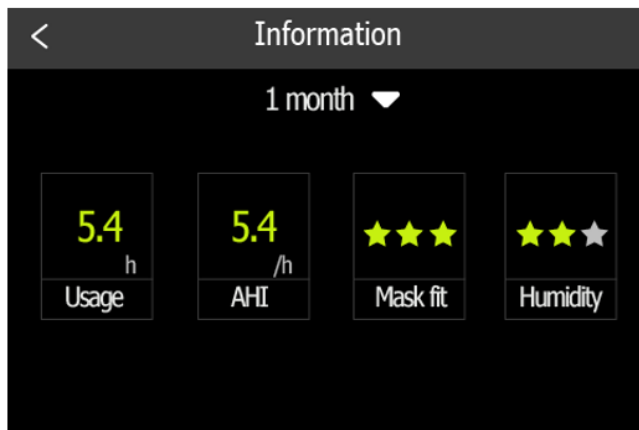 Information
1 month
5.4 h
5.4 /h
Usage
AHI
Mask fit
Humidity